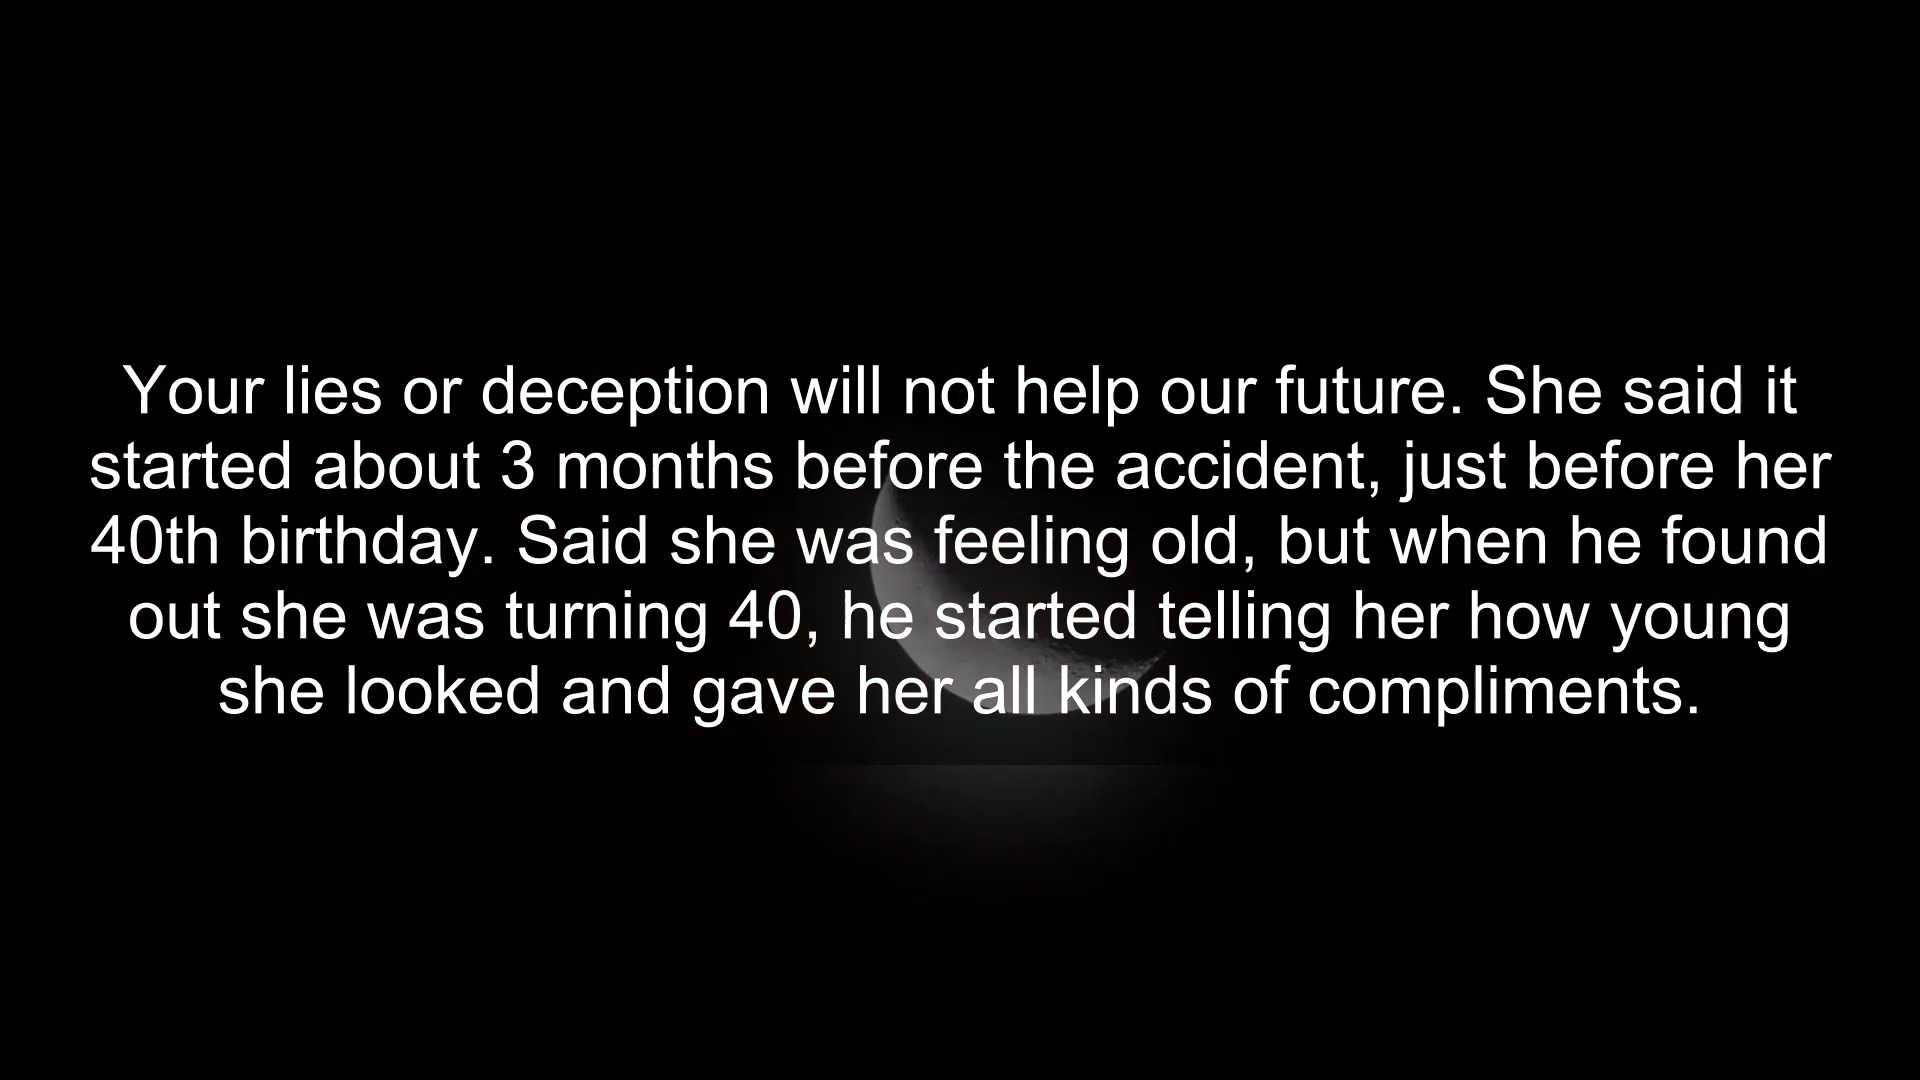 Your lies or deception will not help our future. She said it
started about 3 months before the accident, just before her
40th birthday. Said she was feeling old, but when he found
out she was turning 40, he started telling her how young
she looked and gave her all kinds of compliments.